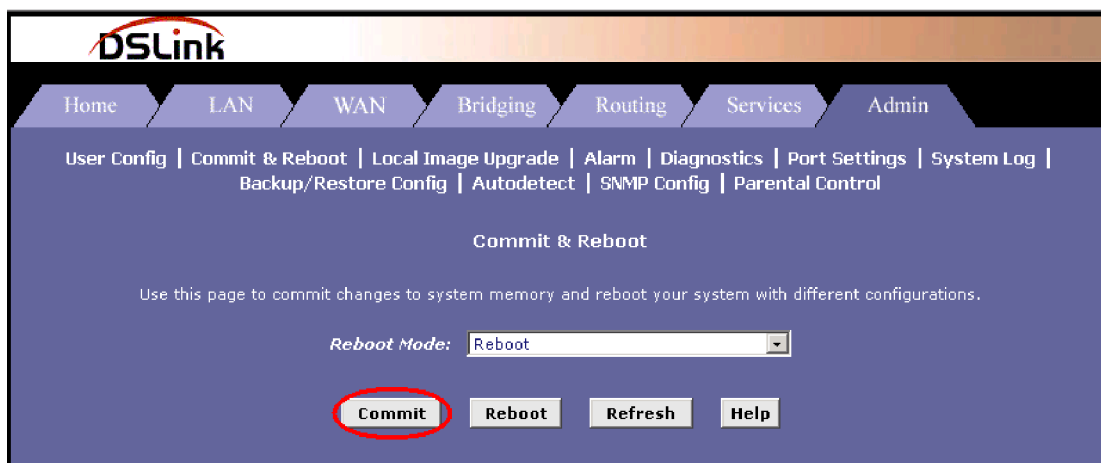 DSLink
Home LAN WAN Bridging Routing Services Admin
User Config | Commit & Reboot | Local Image Upgrade | Alarm | Diagnostics | Port Settings | System Log |
Backup/Restore Config | Autodetect | SNMP Config | Parental Control
Commit & Reboot
Use this page to commit changes to system memory and reboot your system with different configurations.
Reboot Mode: Reboot
Commit Reboot Refresh Help